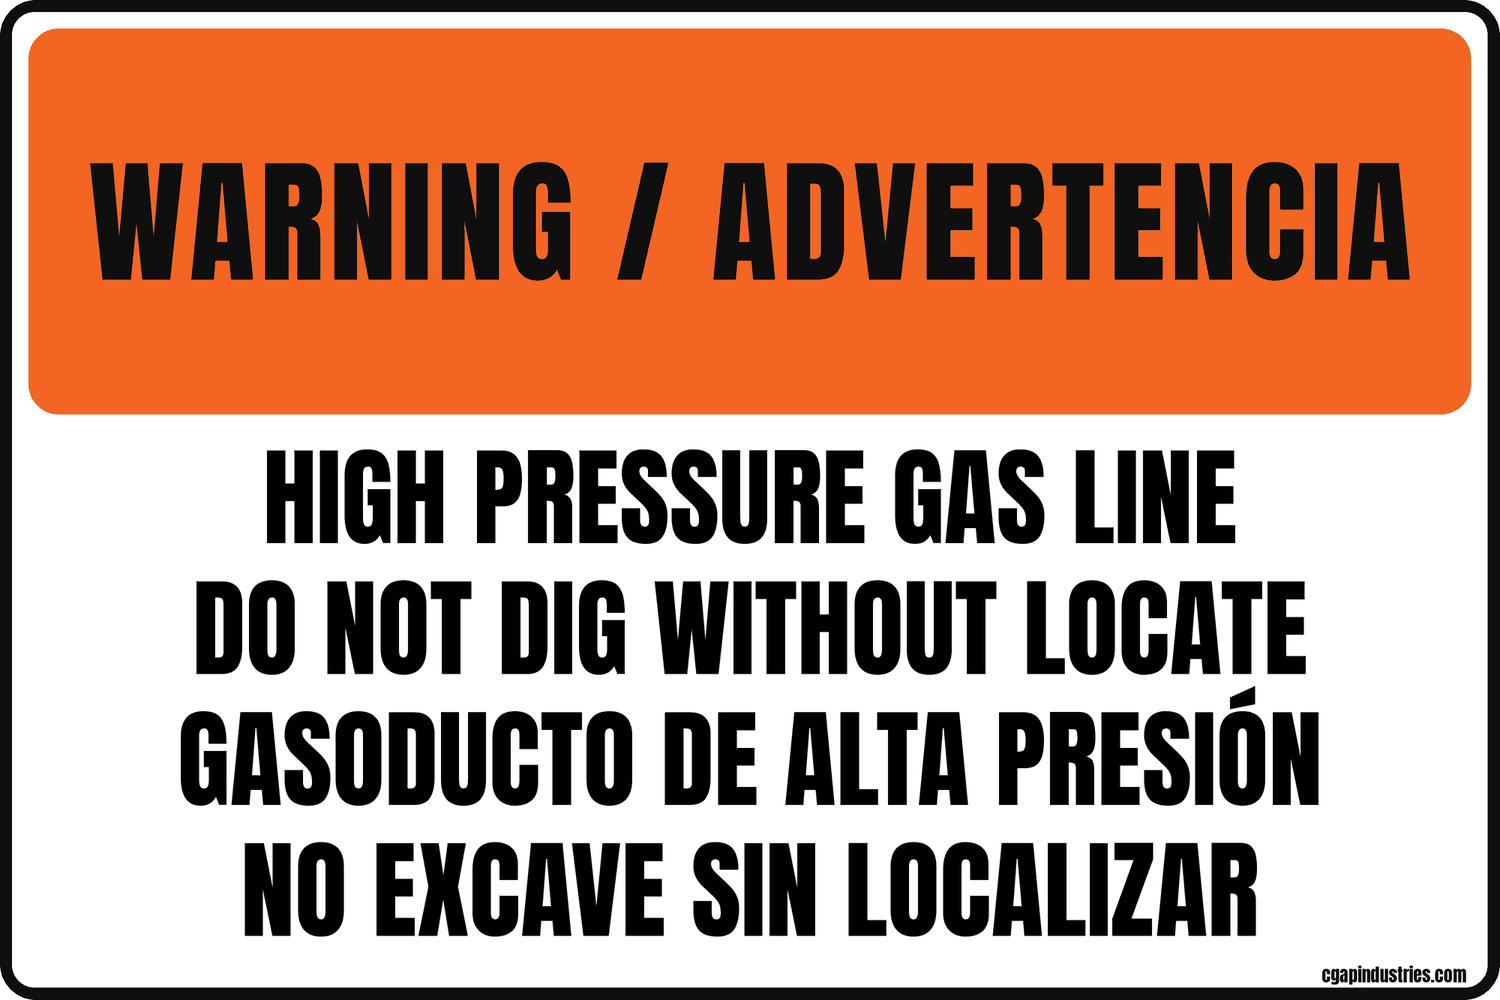 WARNING / ADVERTENCIA
HIGH PRESSURE GAS LINE
DO NOT DIG WITHOUT LOCATE
GASODUCTO DE ALTA PRESIÓN
NO EXCAVE SIN LOCALIZAR
cgapindustries.com